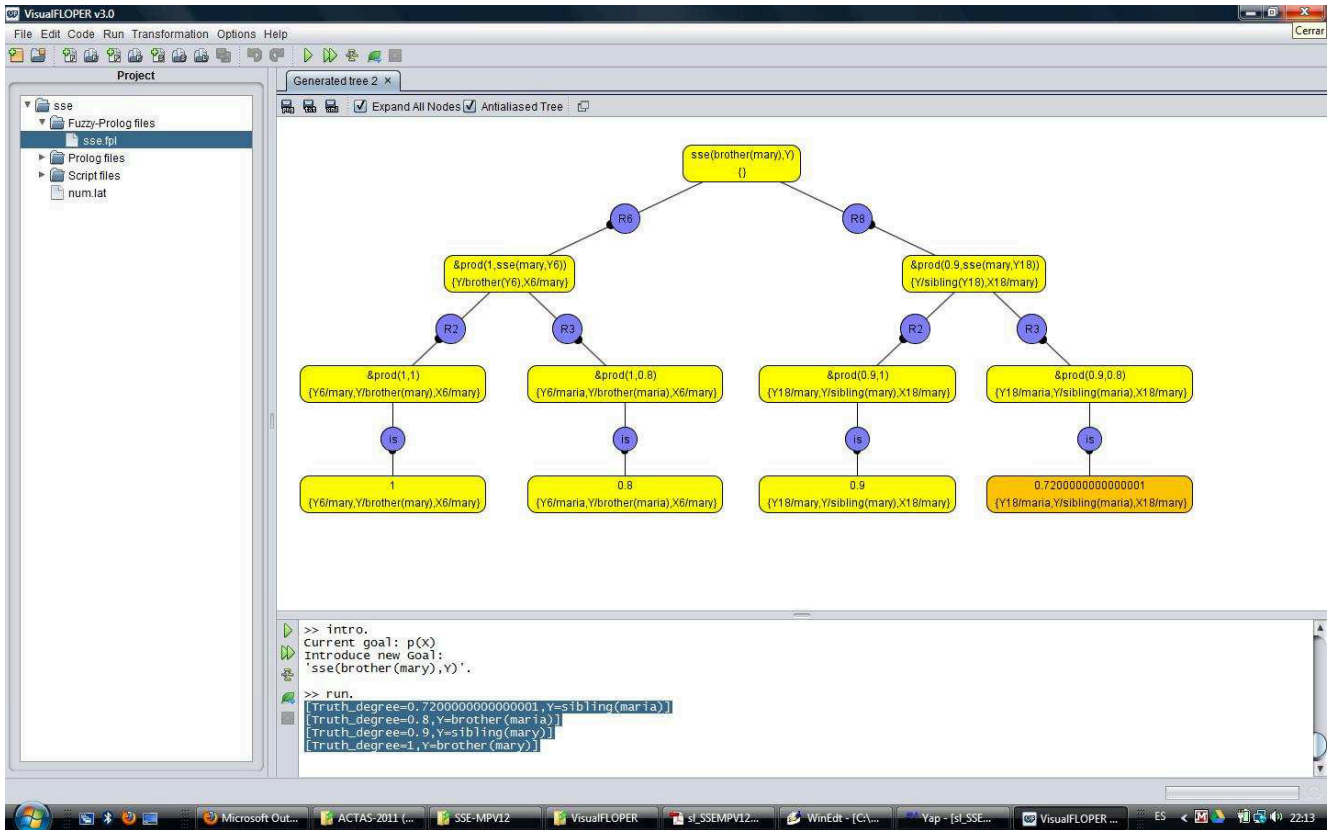 VisualFLOPER v3.0
Cerrar
File Edit Code Run Transformation Options Help
Project
Generated tree 2
Expand All Nodes Antialiased Tree
sse
Fuzzy-Prolog files
sse.fpl
Prolog files
Script files
num.lat
sse(brother(mary),Y)
{}
R6
R8
&prod(1,sse(mary,Y6))
{Y/brother(Y6),X6/mary}
&prod(0.9,sse(mary,Y18))
{Y/sibling(Y18),X18/mary}
R2
R3
R2
R3
&prod(1,1)
{Y6/mary,Y/brother(mary),X6/mary}
&prod(1,0.8)
{Y6/maria,Y/brother(maria),X6/mary}
&prod(0.9,1)
{Y18/mary,Y/sibling(mary),X18/mary}
&prod(0.9,0.8)
{Y18/maria,Y/sibling(maria),X18/mary}
is
is
is
is
1
{Y6/mary,Y/brother(mary),X6/mary}
0.8
{Y6/maria,Y/brother(maria),X6/mary}
0.9
{Y18/mary,Y/sibling(mary),X18/mary}
0.7200000000000001
{Y18/maria,Y/sibling(maria),X18/mary}
>> intro.
Current goal: p(X)
Introduce new Goal:
'sse(brother(mary),Y)'.
>> run.
[Truth_degree=0.7200000000000001,Y=sibling(maria)]
[Truth_degree=0.8,Y=brother(maria)]
[Truth_degree=0.9,Y=sibling(mary)]
[Truth_degree=1,Y=brother(mary)]
Microsoft Out...
ACTAS-2011 (...
SSE-MPV12
VisualFLOPER
sl_SSEMPV12...
WinEdt - [C:\...
Yap - [sl_SSE...
VisualFLOPER ...
ES
22:13